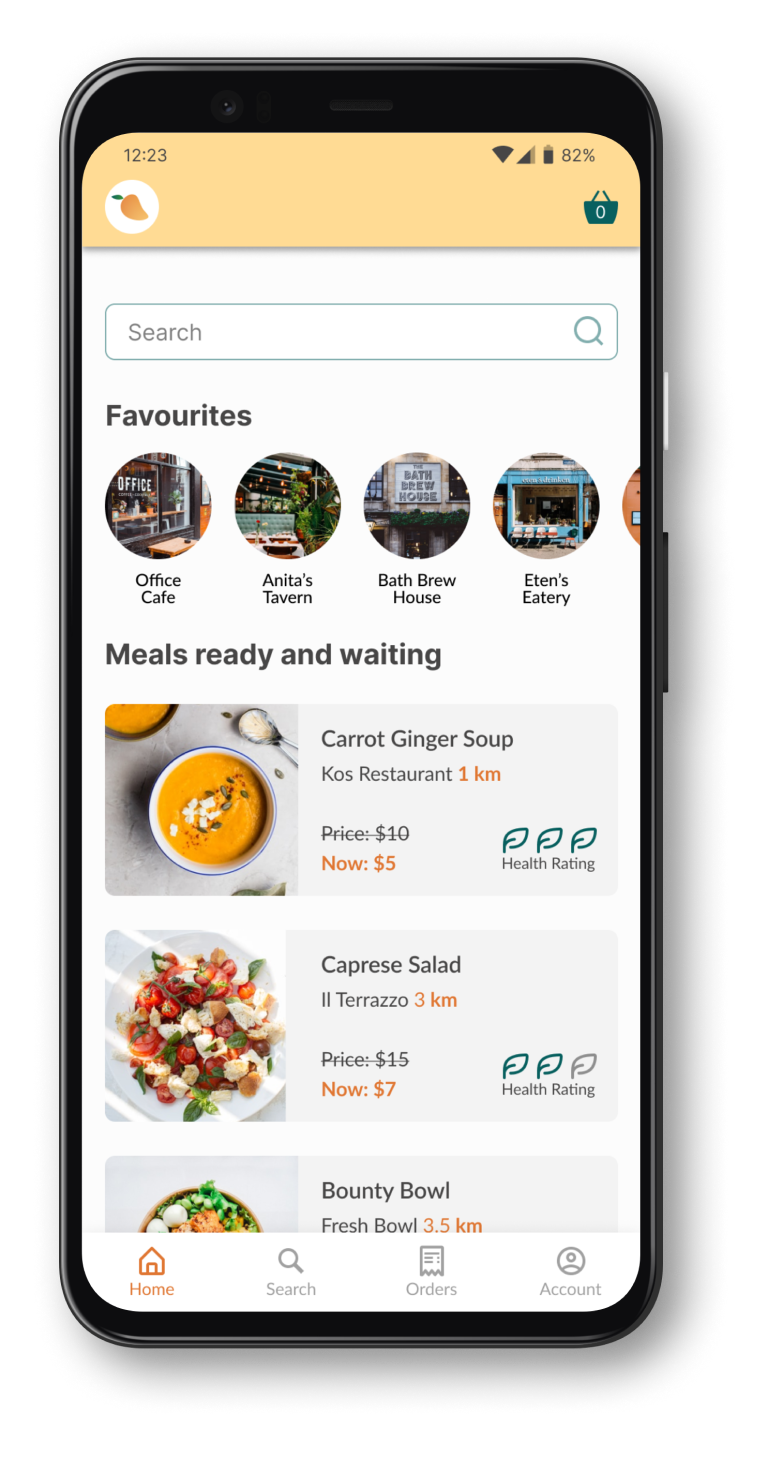 12:23
82%
0
Search
Favourites
OFFICE
THE
BATH
BREW
HOUSE
Office
Cafe
Anita's
Tavern
Bath Brew
House
Eten's
Eatery
Meals ready and waiting
Carrot Ginger Soup
Kos Restaurant 1 km
Price: $10
Now: $5
Health Rating
Caprese Salad
Il Terrazzo 3 km
Price: $15
Now: $7
Health Rating
Bounty Bowl
Fresh Bowl 3.5 km
Home
Search
Orders
Account